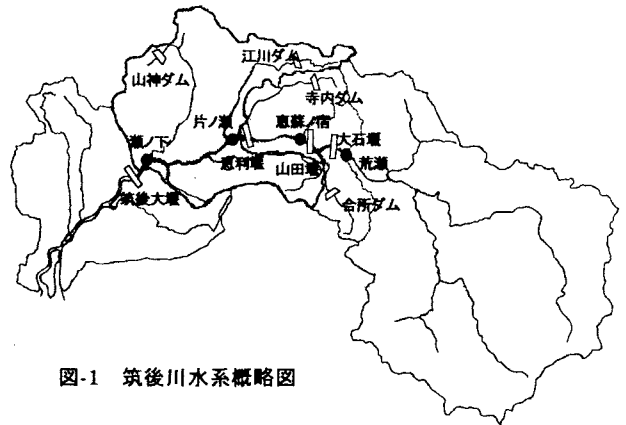 江川ダム
山神ダム
寺内ダム
片ノ瀬
恵蘇ノ宿
瀬ノ下
大石堰
恵利堰
山田堰
荒瀬
筑後大堰
合所ダム
図-1 筑後川水系概略図